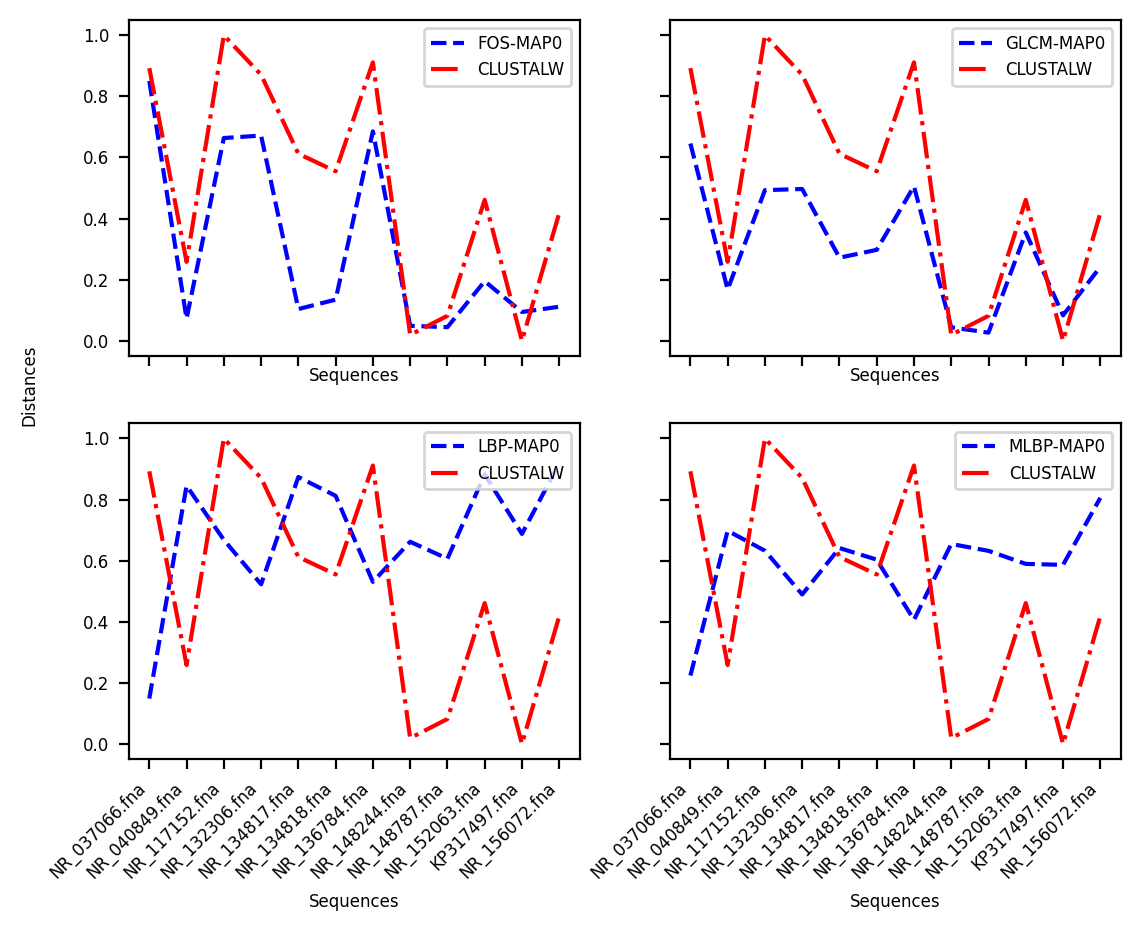 1.0
0.8
0.6
0.4
0.2
0.0
FOS-MAP0
CLUSTALW
Sequences
GLCM-MAP0
CLUSTALW
Sequences
Distances
1.0
0.8
0.6
0.4
0.2
0.0
LBP-MAP0
CLUSTALW
NR_037066.fna
NR_040849.fna
NR_117152.fna
NR_132306.fna
NR_134817.fna
NR_134818.fna
NR_136784.fna
NR_148244.fna
NR_148787.fna
NR_152063.fna
KP317497.fna
NR_156072.fna
Sequences
MLBP-MAP0
CLUSTALW
NR_037066.fna
NR_040849.fna
NR_117152.fna
NR_132306.fna
NR_134817.fna
NR_134818.fna
NR_136784.fna
NR_148244.fna
NR_148787.fna
NR_152063.fna
KP317497.fna
NR_156072.fna
Sequences